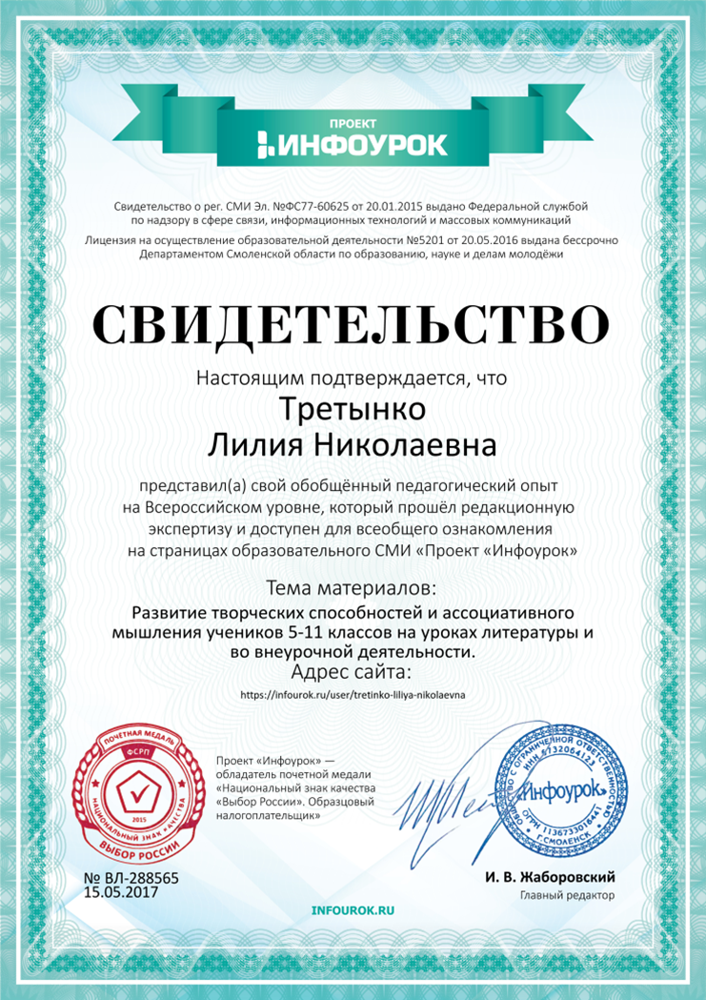 ПРОЕКТ
ИНФОУРОК
Свидетельство о рег. СМИ Эл. №ФС77-60625 от 20.01.2015 выдано Федеральной службой
по надзору в сфере связи, информационных технологий и массовых коммуникаций
Лицензия на осуществление образовательной деятельности №5201 от 20.05.2016 выдана бессрочно
Департаментом Смоленской области по образованию, науке и делам молодёжи
СВИДЕТЕЛЬСТВО
Настоящим подтверждается, что
Третынко
Лилия Николаевна
представил(а) свой обобщённый педагогический опыт
на Всероссийском уровне, который прошёл редакционную
экспертизу и доступен для всеобщего ознакомления
на страницах образовательного СМИ «Проект «Инфоурок»
Тема материалов:
Развитие творческих способностей и ассоциативного
мышления учеников 5-11 классов на уроках литературы и
во внеурочной деятельности.
Адрес сайта:
https://infourok.ru/user/tretinko-liliya-nikolaevna
ПОЧЁТНАЯ МЕДАЛЬ
ФСРП
2015
НАЦИОНАЛЬНЫЙ ЗНАК КАЧЕСТВА
ВЫБОР РОССИИ
Проект «Инфоурок» —
обладатель почетной медали
«Национальный знак качества
«Выбор России». Образцовый
налогоплательщик»
ОБЩЕСТВО С ОГРАНИЧЕННОЙ ОТВЕТСТВЕННОСТЬЮ
ИНН 6732064123
«Инфоурок»
ОГРН 1136733016441
Г.СМОЛЕНСК
№ ВЛ-288565
15.05.2017
И. В. Жаборовский
Главный редактор
INFOUROK.RU